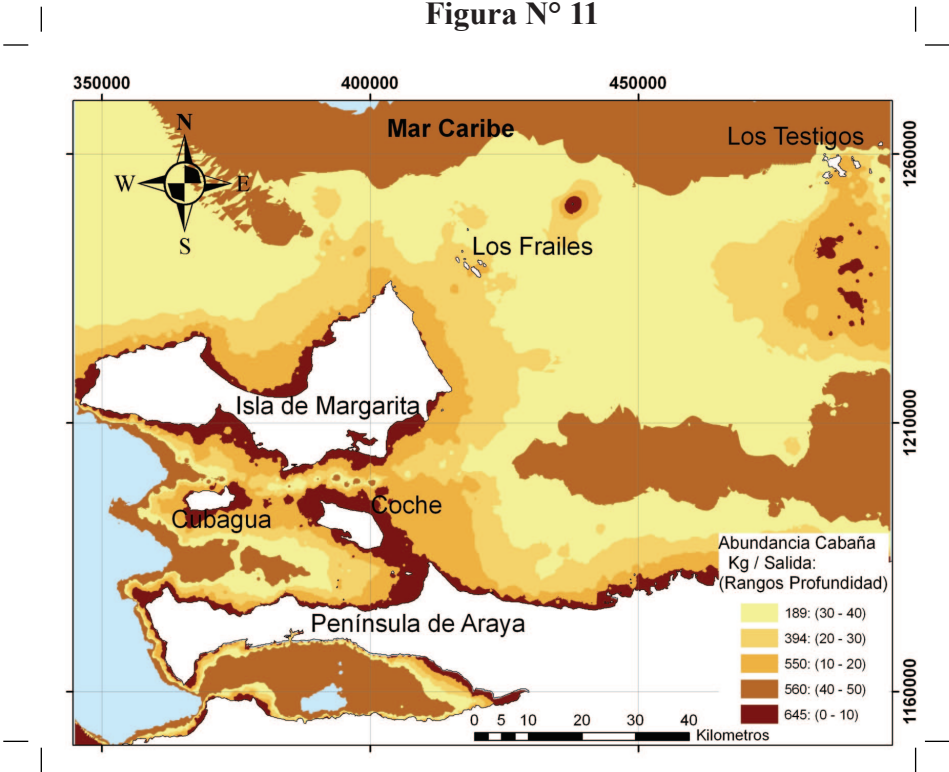 Figura N° 11
350000
400000
450000
N
Mar Caribe
Los Testigos
1260000
W
E
S
Los Frailes
Isla de Margarita
1210000
Coche
Cubagua
Abundancia Cabaña
Kg / Salida:
(Rangos Profundidad)
189: (30 - 40)
394: (20 - 30)
550: (10 - 20)
560: (40 - 50)
645: (0 - 10)
Península de Araya
1160000
0 5 10 20 30 40
Kilometros